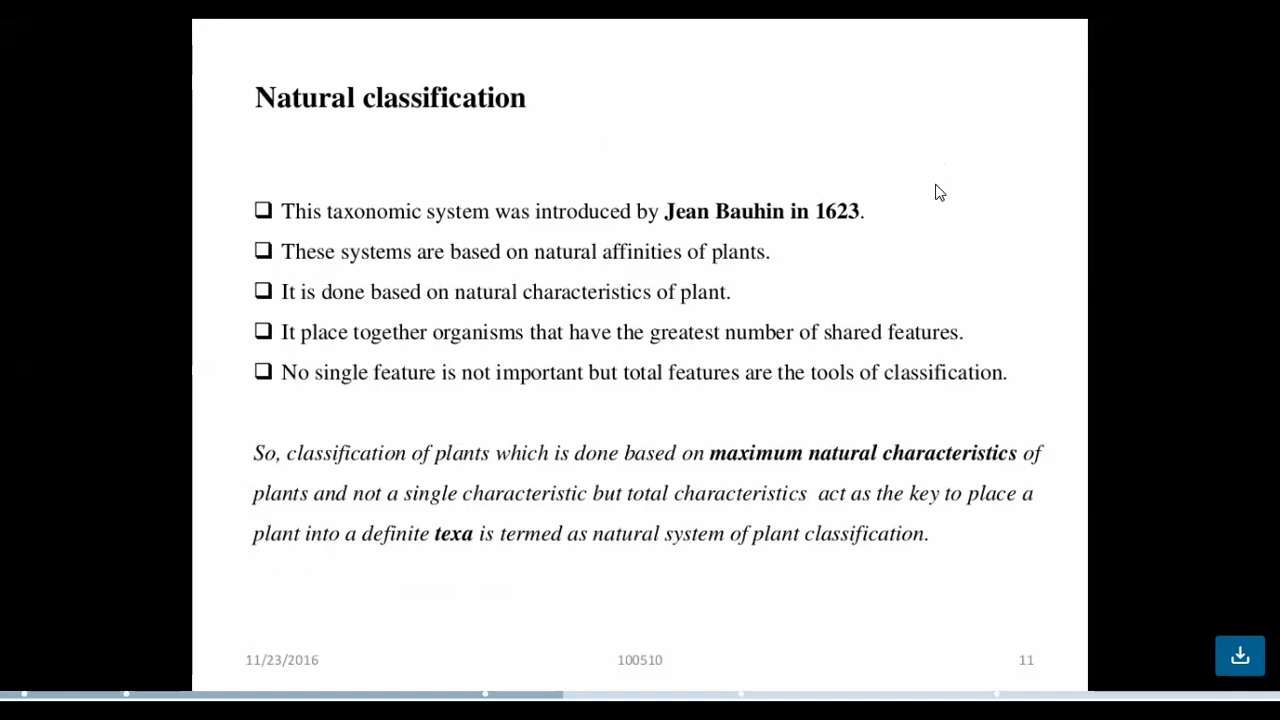 Natural classification
This taxonomic system was introduced by Jean Bauhin in 1623.
These systems are based on natural affinities of plants.
It is done based on natural characteristics of plant.
It place together organisms that have the greatest number of shared features.
No single feature is not important but total features are the tools of classification.
So, classification of plants which is done based on maximum natural characteristics of
plants and not a single characteristic but total characteristics act as the key to place a
plant into a definite texa is termed as natural system of plant classification.
11/23/2016 100510 11